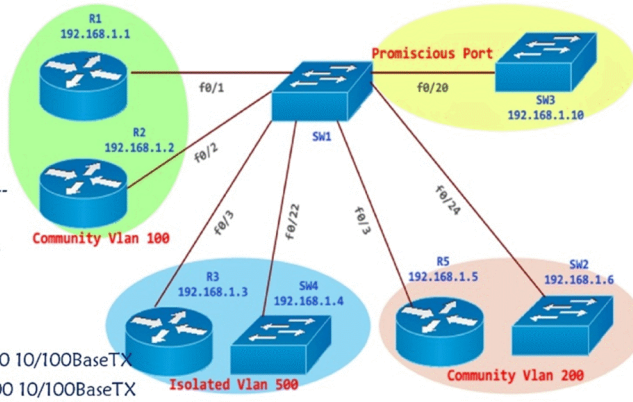 R1
192.168.1.1
f0/1
Promiscious Port
f0/20
SW3
192.168.1.10
SW1
R2
192.168.1.2
f0/2
--
Community Vlan 100
f0/3
f0/22
f0/3
f0/24
R3
192.168.1.3
SW4
192.168.1.4
R5
192.168.1.5
SW2
192.168.1.6
0 10/100BaseTX
Isolated Vlan 500
Community Vlan 200
00 10/100BaseTX